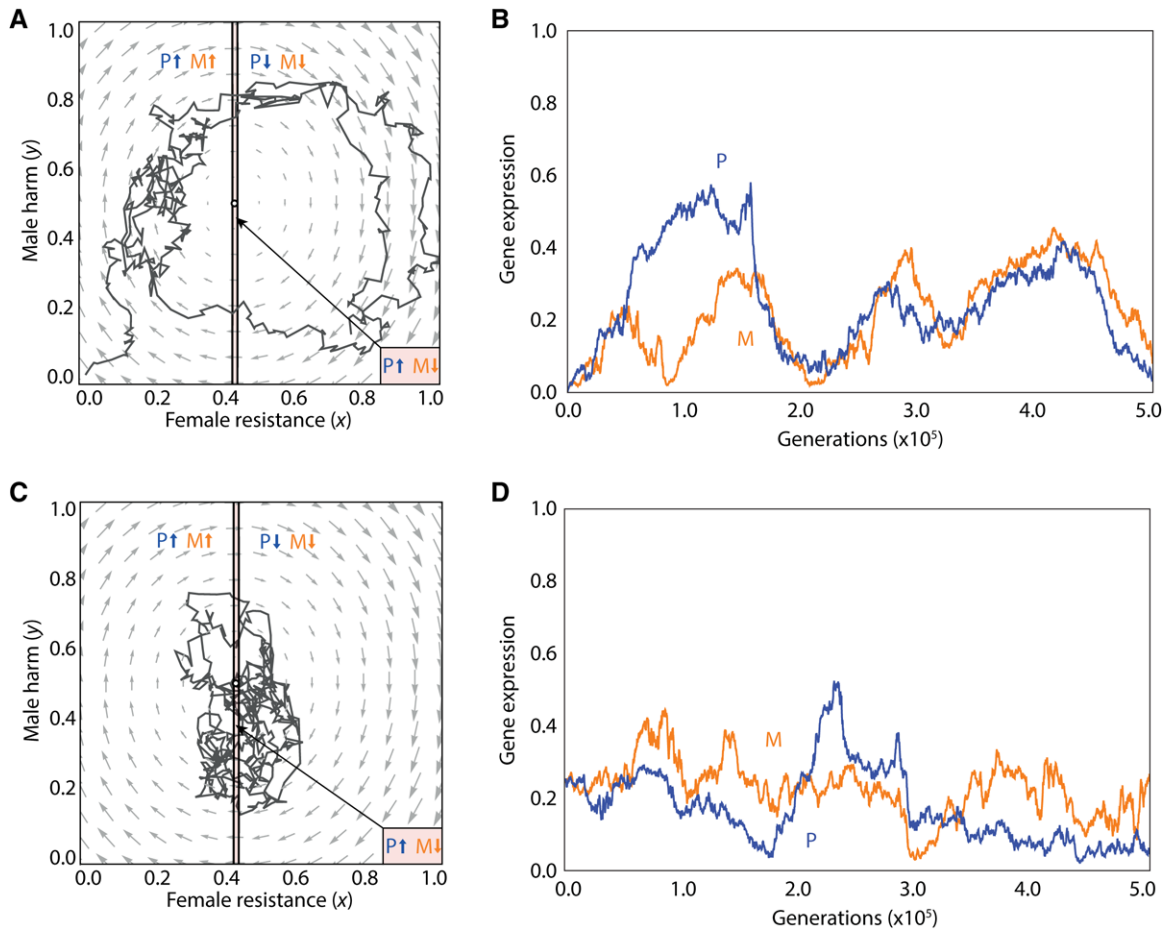 A
1.0
0.8
0.6
0.4
0.2
0.0
Male harm (y)
P↑ M↑
P↓ M↓
P↑ M↓
0.0 0.2 0.4 0.6 0.8 1.0
Female resistance (x)
B
1.0
0.8
0.6
0.4
0.2
0.0
Gene expression
P
M
0.0 1.0 2.0 3.0 4.0 5.0
Generations (x10⁵)
C
1.0
0.8
0.6
0.4
0.2
0.0
Male harm (y)
P↑ M↑
P↓ M↓
P↑ M↓
0.0 0.2 0.4 0.6 0.8 1.0
Female resistance (x)
D
1.0
0.8
0.6
0.4
0.2
0.0
Gene expression
M
P
0.0 1.0 2.0 3.0 4.0 5.0
Generations (x10⁵)